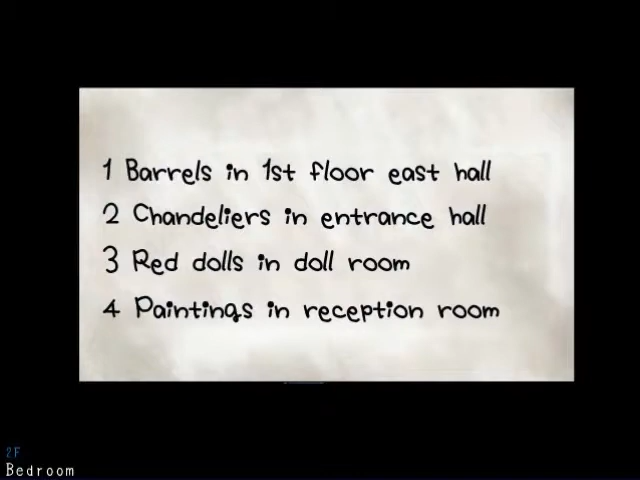 1 Barrels in 1st floor east hall
2 Chandeliers in entrance hall
3 Red dolls in doll room
4 Paintings in reception room
2F
Bedroom